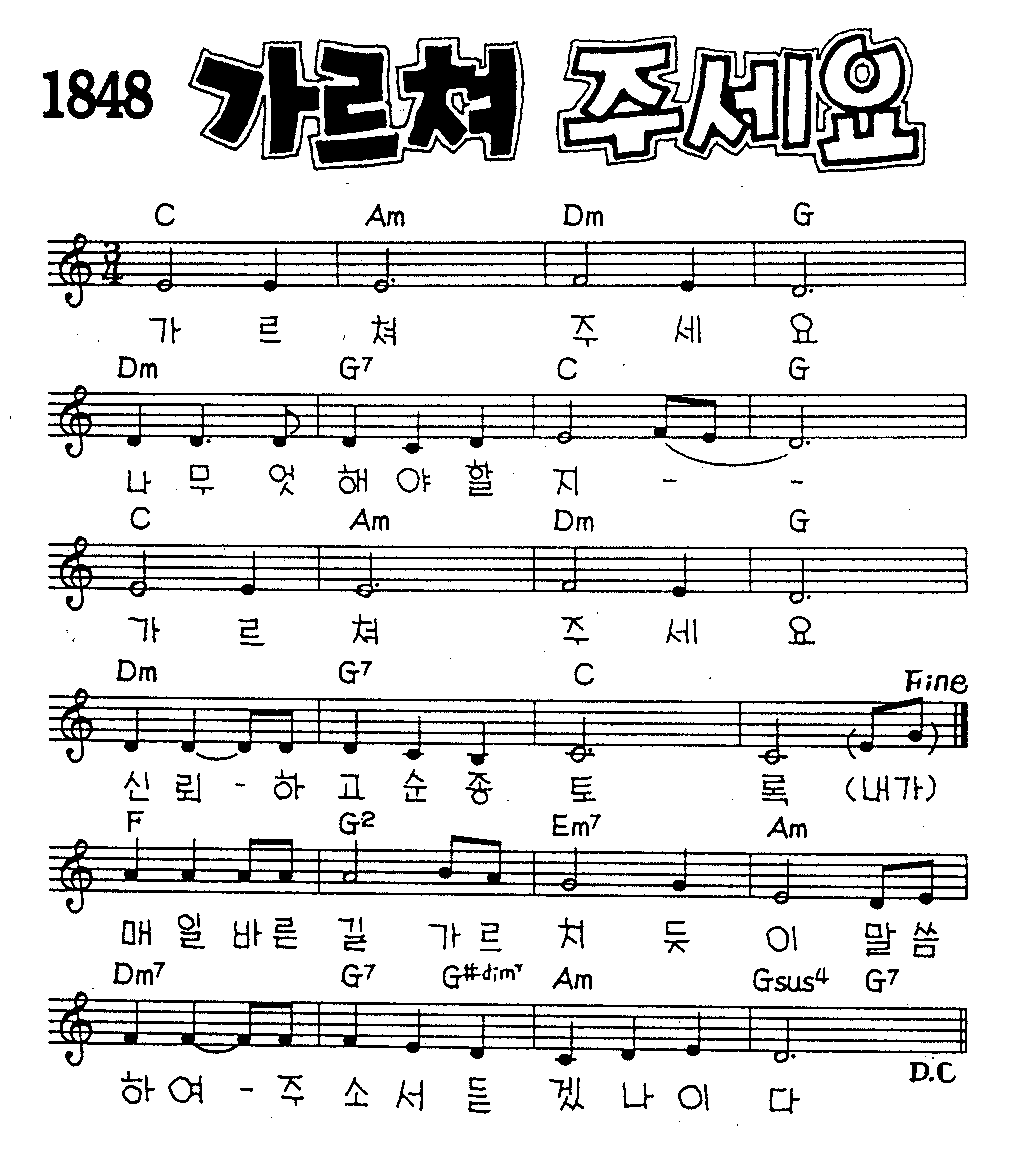 1848 가르쳐 주세요
C Am Dm G
3/4
가 르 쳐 주 세 요
Dm G7 C G
나 무 엇 해 야 할 지 - -
C Am Dm G
가 르 쳐 주 세 요
Dm G7 C Fine
신 뢰 - 하 고 순 종 토 록 (내가)
F G2 Em7 Am
매 일 바 른 길 가 르 치 듯 이 말 씀
Dm7 G7 G#dim7 Am Gsus4 G7
하 여 - 주 소 서 듣 겠 나 이 다
D.C